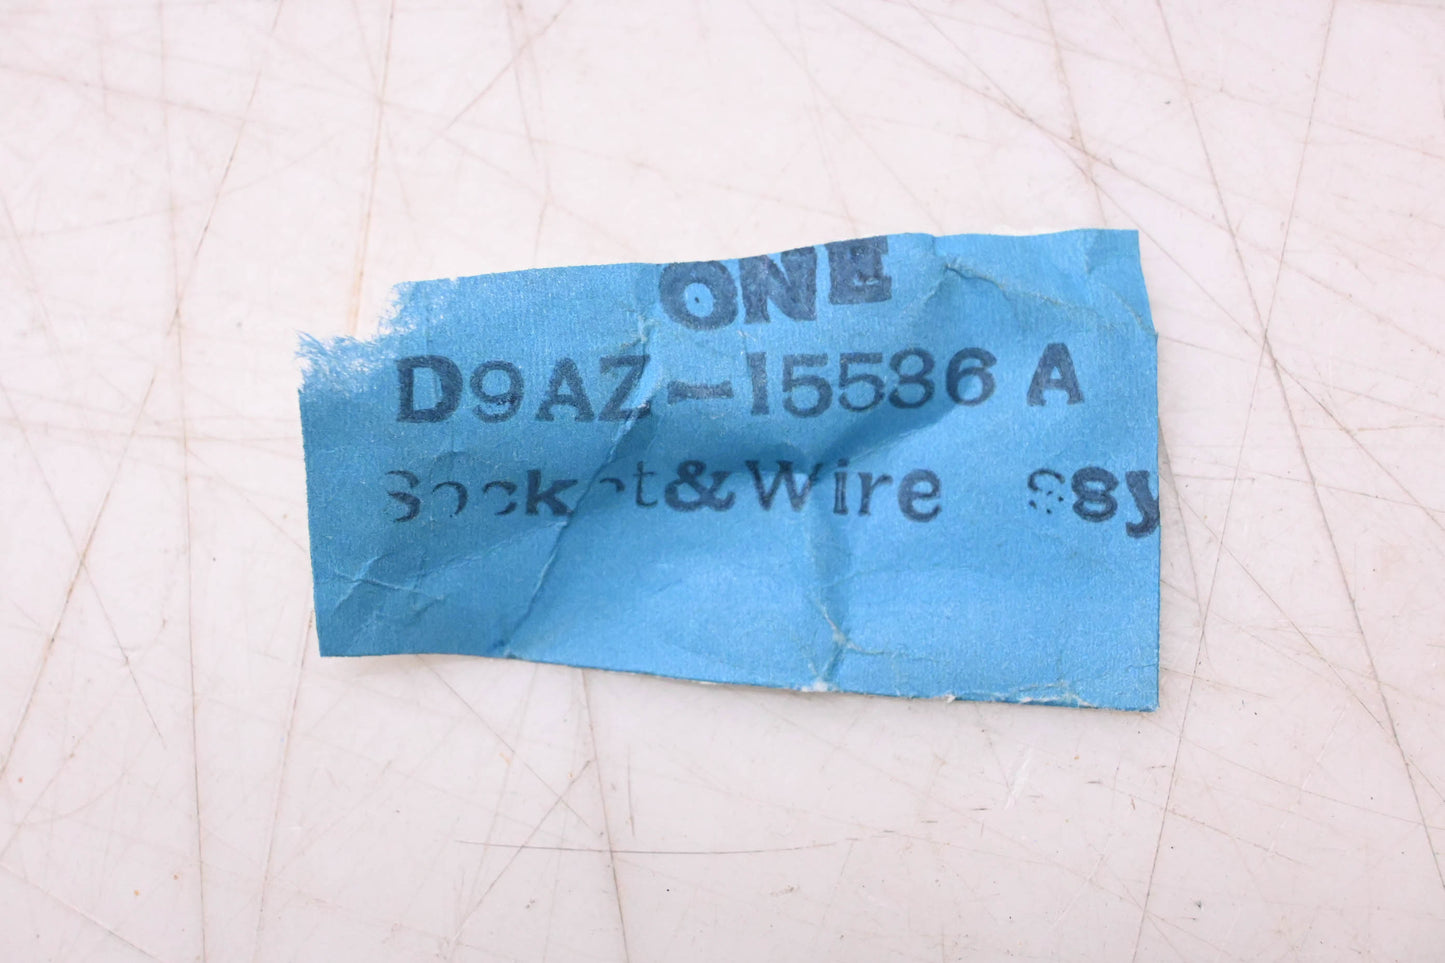 ONE
D9AZ-15536 A
Socket&Wire ssy